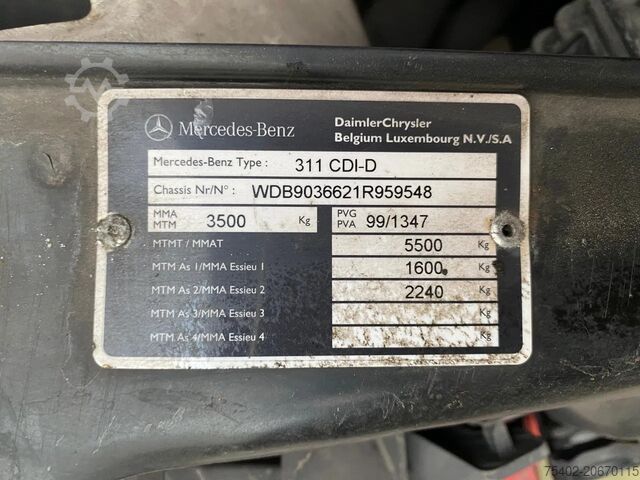 Mercedes-Benz
DaimlerChrysler
Belgium Luxembourg N.V./S.A
Mercedes-Benz Type : 311 CDI-D
Chassis Nr/N° : WDB9036621R959548
MMA
MTM 3500 Kg
PVG
PVA 99/1347
MTMT / MMAT 5500 Kg
MTM As 1/MMA Essieu 1 1600 Kg
MTM As 2/MMA Essieu 2 2240 Kg
MTM As 3/MMA Essieu 3 Kg
MTM As 4/MMA Essieu 4 Kg
75402-20670115